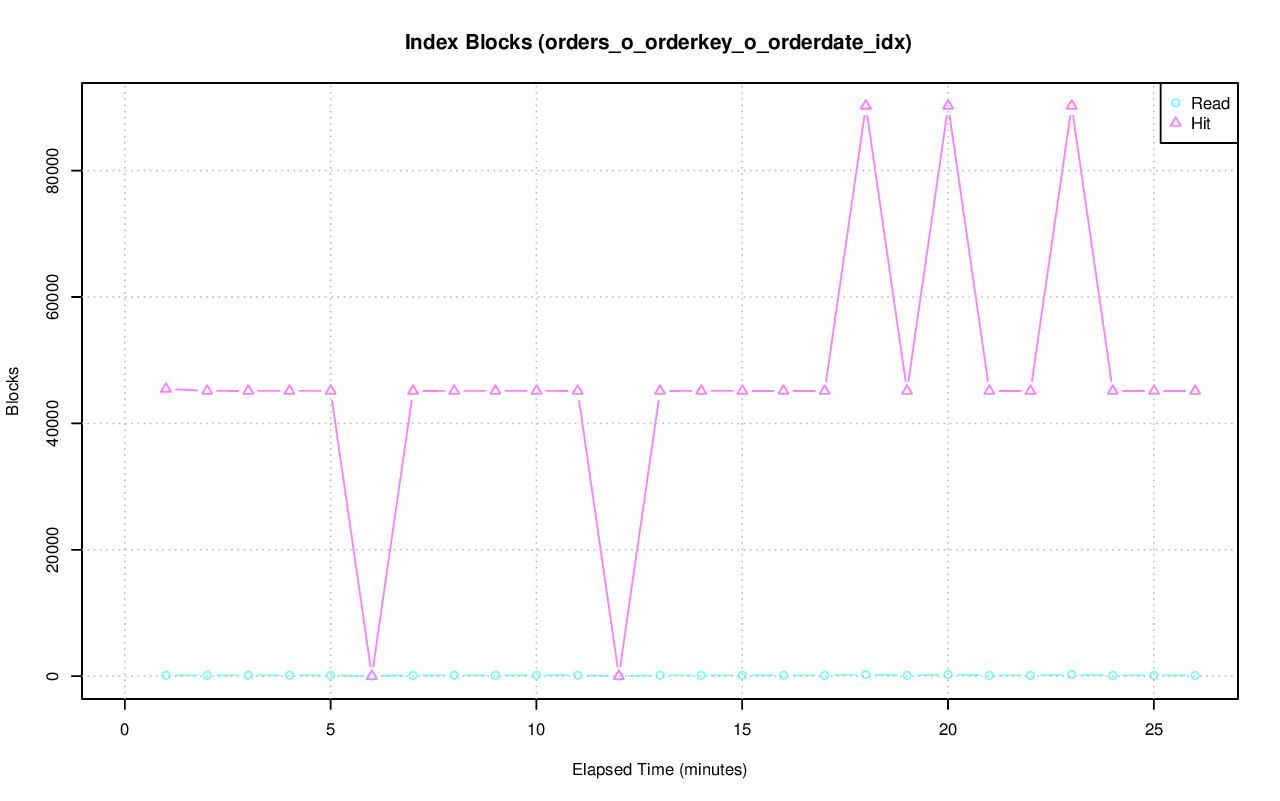 Index Blocks (orders_o_orderkey_o_orderdate_idx)
Read
Hit
Blocks
80000
60000
40000
20000
0
0 5 10 15 20 25
Elapsed Time (minutes)